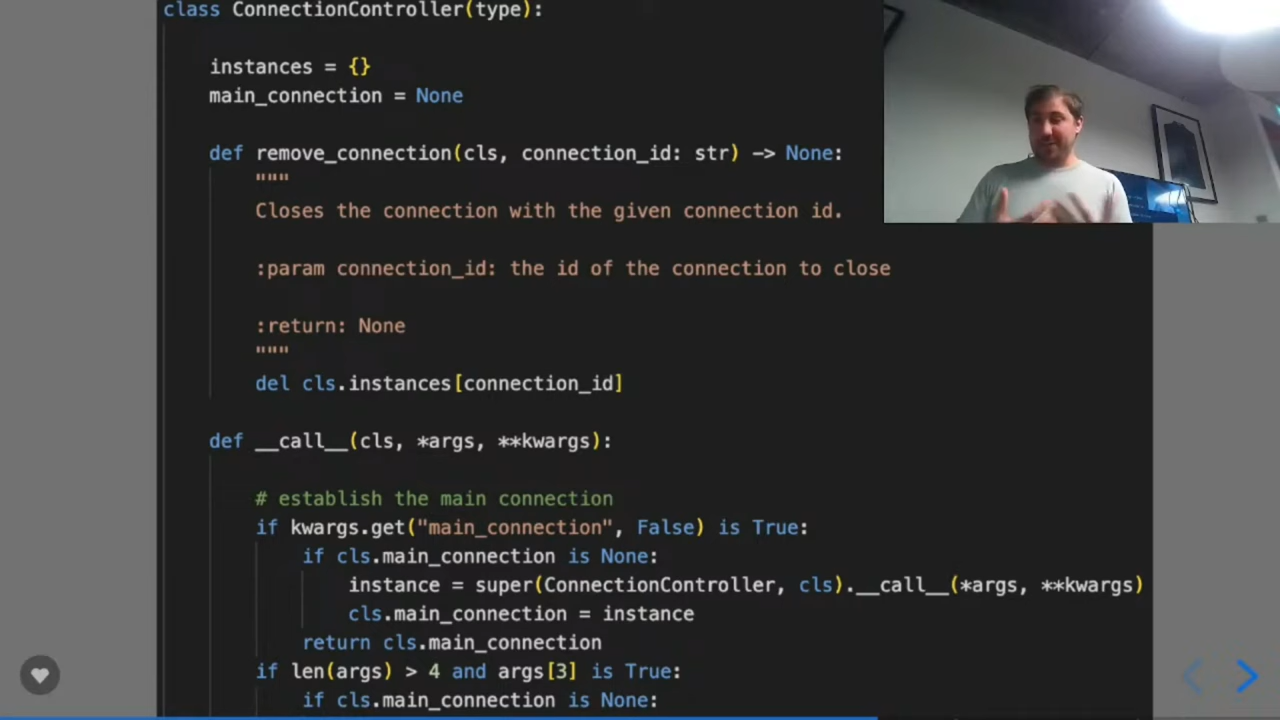 class ConnectionController(type):
instances = {}
main_connection = None
def remove_connection(cls, connection_id: str) -> None:
"""
Closes the connection with the given connection id.
:param connection_id: the id of the connection to close
:return: None
"""
del cls.instances[connection_id]
def __call__(cls, *args, **kwargs):
# establish the main connection
if kwargs.get("main_connection", False) is True:
if cls.main_connection is None:
instance = super(ConnectionController, cls).__call__(*args, **kwargs)
cls.main_connection = instance
return cls.main_connection
if len(args) > 4 and args[3] is True:
if cls.main_connection is None: